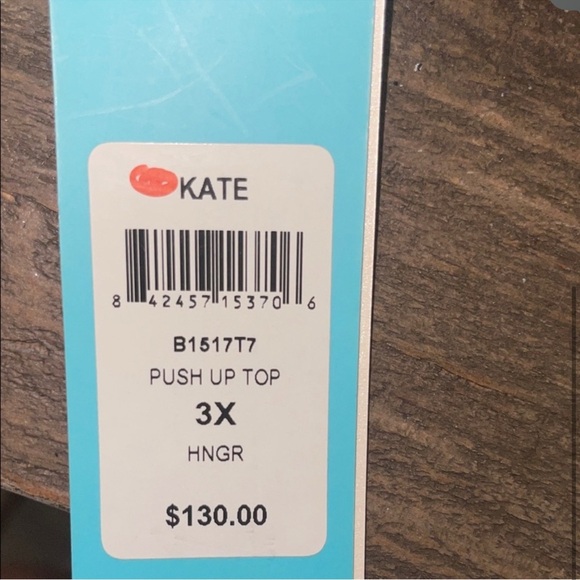 KATE
8 42457 15370 6
B1517T7
PUSH UP TOP
3X
HNGR
$130.00